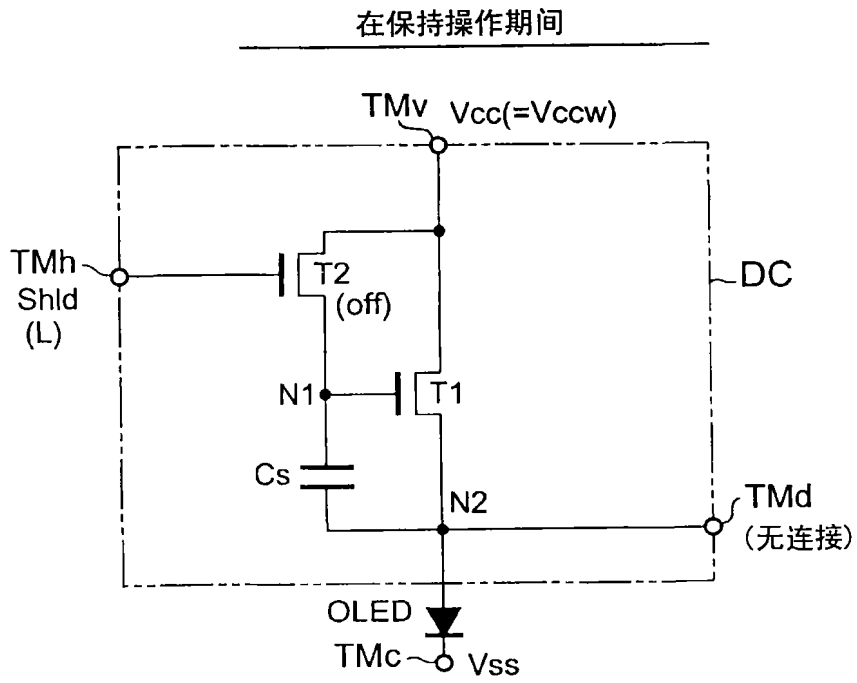 在保持操作期间
TMv
Vcc(=Vccw)
TMh
Shld
(L)
T2
(off)
DC
N1
T1
Cs
N2
TMd
(无连接)
OLED
TMc
Vss